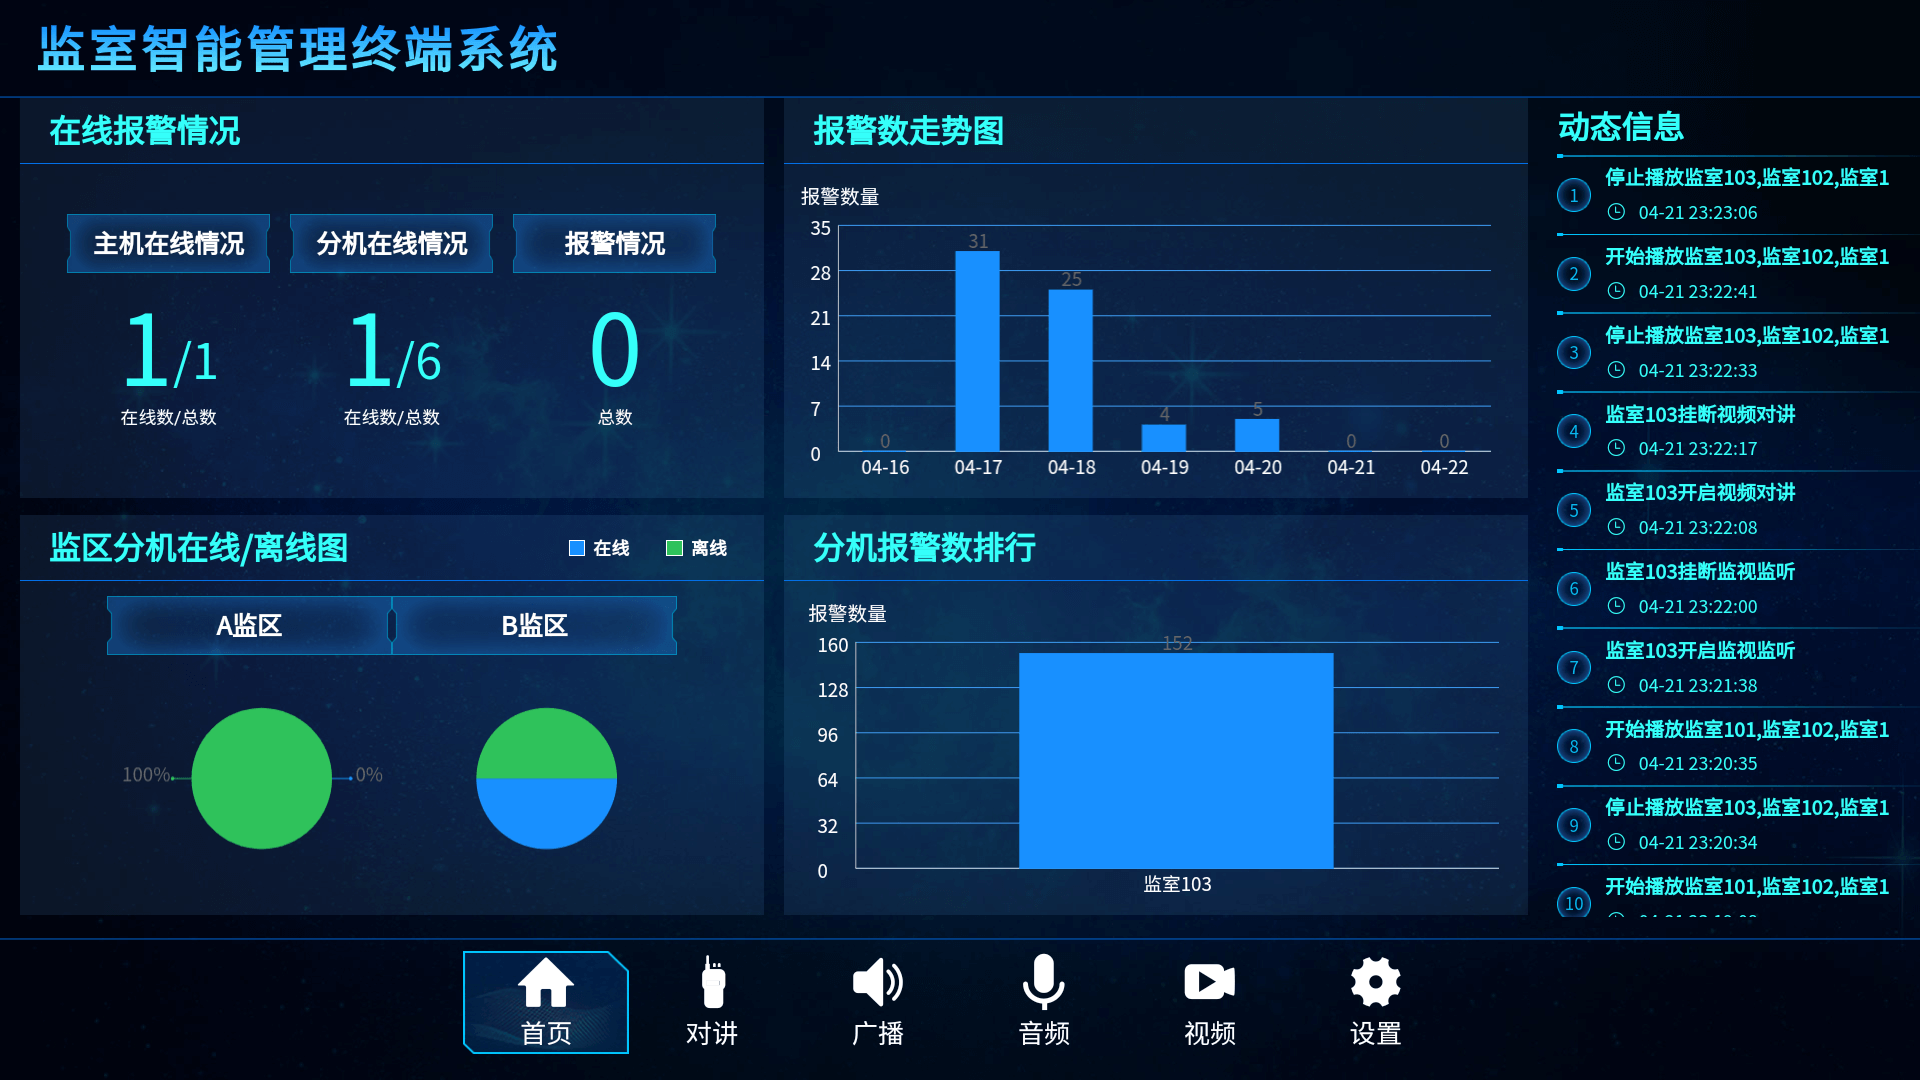 监室智能管理终端系统
在线报警情况
主机在线情况
分机在线情况
报警情况
1/1
1/6
0
在线数/总数
在线数/总数
总数
报警数走势图
报警数量
35
28
21
14
7
0
0
31
25
4
5
0
0
04-16
04-17
04-18
04-19
04-20
04-21
04-22
监区分机在线/离线图
在线
离线
A监区
B监区
100%
0%
分机报警数排行
报警数量
160
128
96
64
32
0
152
监室103
动态信息
1
停止播放监室103,监室102,监室1
04-21 23:23:06
2
开始播放监室103,监室102,监室1
04-21 23:22:41
3
停止播放监室103,监室102,监室1
04-21 23:22:33
4
监室103挂断视频对讲
04-21 23:22:17
5
监室103开启视频对讲
04-21 23:22:08
6
监室103挂断监视监听
04-21 23:22:00
7
监室103开启监视监听
04-21 23:21:38
8
开始播放监室101,监室102,监室1
04-21 23:20:35
9
停止播放监室103,监室102,监室1
04-21 23:20:34
10
开始播放监室101,监室102,监室1
首页
对讲
广播
音频
视频
设置